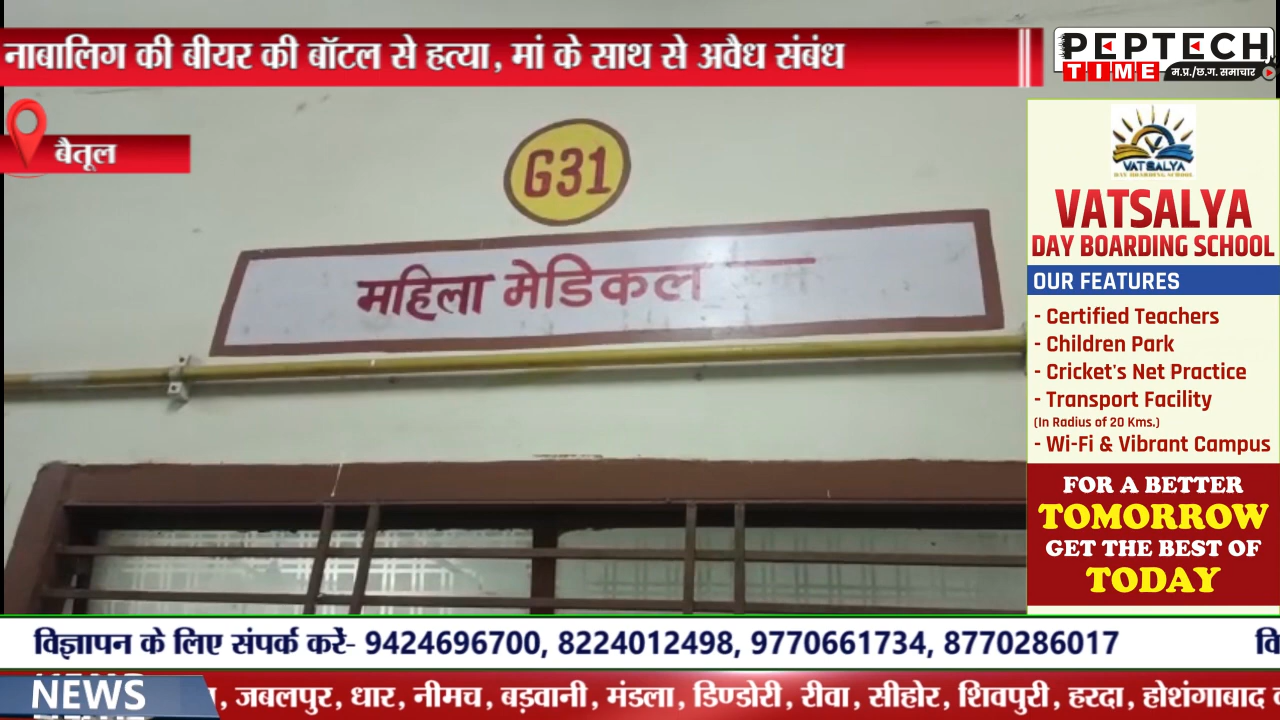 नाबालिग की बीयर की बॉटल से हत्या, मां के साथ से अवैध संबंध
PEPTECH
TIME म.प्र./छ.ग. समाचार
बैतूल
G31
महिला मेडिकल
VATSALYA
DAY BOARDING SCHOOL
VATSALYA
DAY BOARDING SCHOOL
OUR FEATURES
- Certified Teachers
- Children Park
- Cricket's Net Practice
- Transport Facility
(In Radius of 20 Kms.)
- Wi-Fi & Vibrant Campus
FOR A BETTER
TOMORROW
GET THE BEST OF
TODAY
विज्ञापन के लिए संपर्क करें- 9424696700, 8224012498, 9770661734, 8770286017 वि
NEWS , जबलपुर, धार, नीमच, बड़वानी, मंडला, डिण्डोरी, रीवा, सीहोर, शिवपुरी, हरदा, होशंगाबाद